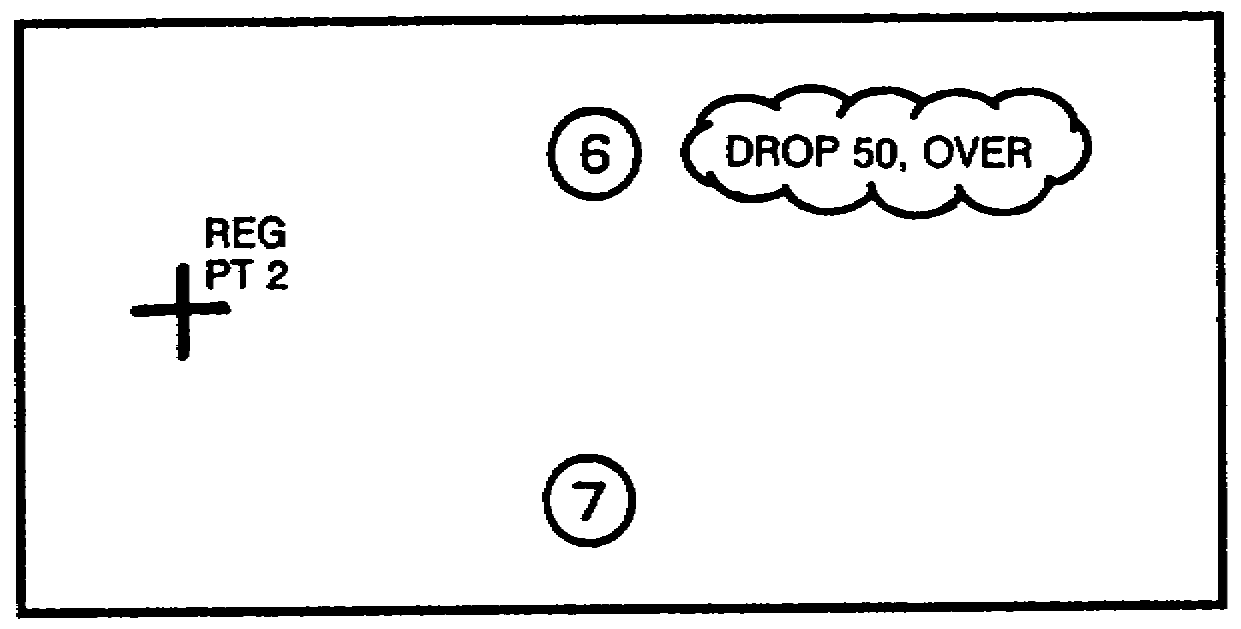 6
DROP 50, OVER
REG
PT 2
7